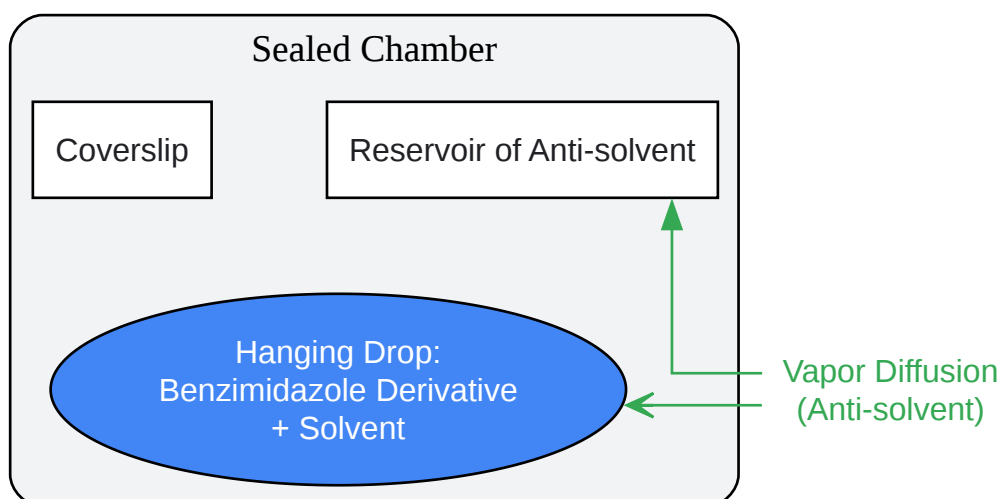 Sealed Chamber
Coverslip
Reservoir of Anti-solvent
Hanging Drop:
Benzimidazole Derivative
+ Solvent
Vapor Diffusion
(Anti-solvent)